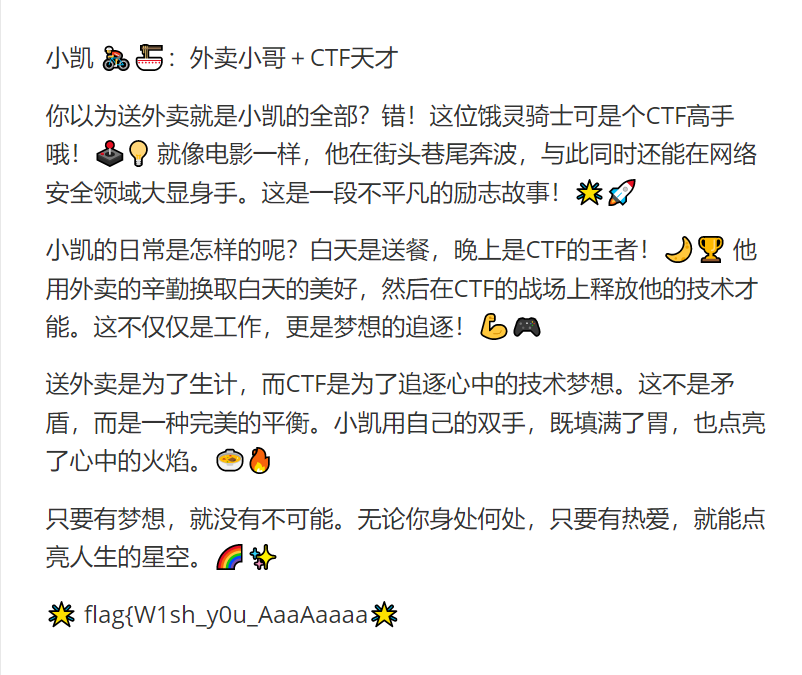 小凯 🚴🍜：外卖小哥 + CTF天才
你以为送外卖就是小凯的全部？错！这位饿灵骑士可是个CTF高手
哦！🕹️💡 就像电影一样，他在街头巷尾奔波，与此同时还能在网络
安全领域大显身手。这是一段不平凡的励志故事！🌟🚀
小凯的日常是怎样的呢？白天是送餐，晚上是CTF的王者！🌙🏆 他
用外卖的辛勤换取白天的美好，然后在CTF的战场上释放他的技术才
能。这不仅仅是工作，更是梦想的追逐！💪🎮
送外卖是为了生计，而CTF是为了追逐心中的技术梦想。这不是矛
盾，而是一种完美的平衡。小凯用自己的双手，既填满了胃，也点亮
了心中的火焰。🍲🔥
只要有梦想，就没有不可能。无论你身处何处，只要有热爱，就能点
亮人生的星空。🌈✨
🌟 flag{W1sh_y0u_AaaAaaaa🌟